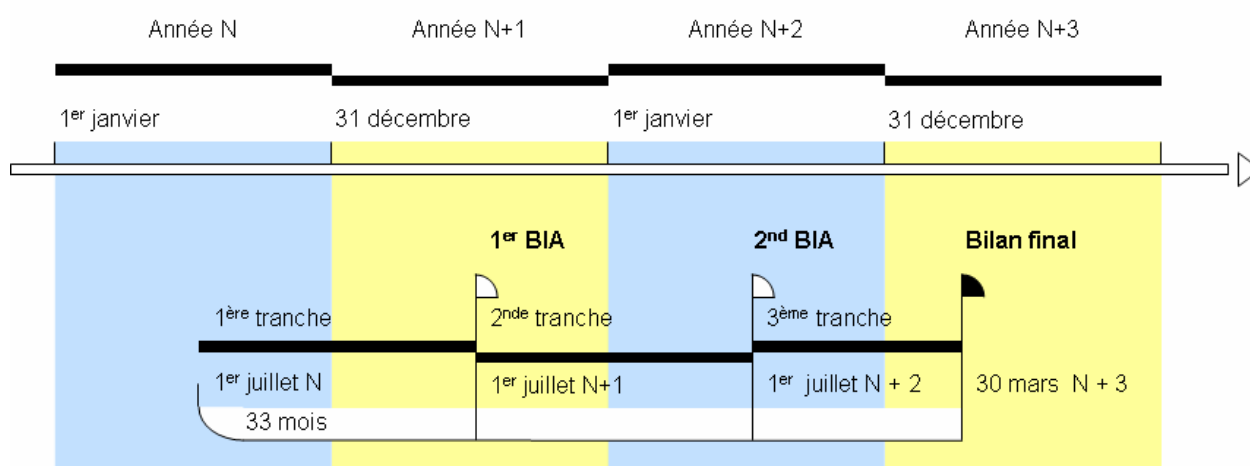 Année N Année N+1 Année N+2 Année N+3
1er janvier 31 décembre 1er janvier 31 décembre
1er BIA 2nd BIA Bilan final
1ère tranche 2nde tranche 3ème tranche
1er juillet N 1er juillet N+1 1er juillet N + 2 30 mars N + 3
33 mois